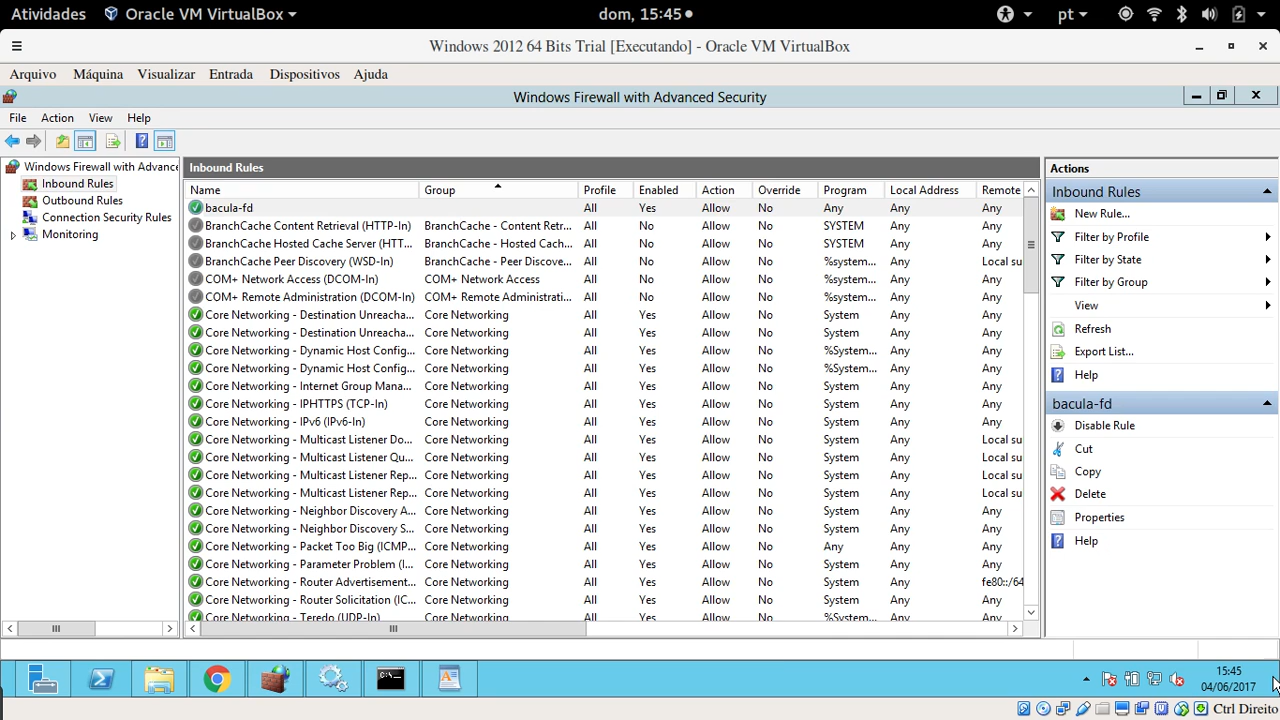 Atividades Oracle VM VirtualBox dom, 15:45 pt
Windows 2012 64 Bits Trial [Executando] - Oracle VM VirtualBox
Arquivo Máquina Visualizar Entrada Dispositivos Ajuda
Windows Firewall with Advanced Security
File Action View Help
Windows Firewall with Advance
Inbound Rules
Outbound Rules
Connection Security Rules
Monitoring
Inbound Rules
Name Group Profile Enabled Action Override Program Local Address Remote
bacula-fd All Yes Allow No Any Any Any
BranchCache Content Retrieval (HTTP-In) BranchCache - Content Retr... All No Allow No SYSTEM Any Any
BranchCache Hosted Cache Server (HTT... BranchCache - Hosted Cach... All No Allow No SYSTEM Any Any
BranchCache Peer Discovery (WSD-In) BranchCache - Peer Discove... All No Allow No %system... Any Local su
COM+ Network Access (DCOM-In) COM+ Network Access All No Allow No %system... Any Any
COM+ Remote Administration (DCOM-In) COM+ Remote Administrati... All No Allow No %system... Any Any
Core Networking - Destination Unreacha... Core Networking All Yes Allow No System Any Any
Core Networking - Destination Unreacha... Core Networking All Yes Allow No System Any Any
Core Networking - Dynamic Host Config... Core Networking All Yes Allow No %System... Any Any
Core Networking - Dynamic Host Config... Core Networking All Yes Allow No %System... Any Any
Core Networking - Internet Group Mana... Core Networking All Yes Allow No System Any Any
Core Networking - IPHTTPS (TCP-In) Core Networking All Yes Allow No System Any Any
Core Networking - IPv6 (IPv6-In) Core Networking All Yes Allow No System Any Any
Core Networking - Multicast Listener Do... Core Networking All Yes Allow No System Any Local su
Core Networking - Multicast Listener Qu... Core Networking All Yes Allow No System Any Local su
Core Networking - Multicast Listener Rep... Core Networking All Yes Allow No System Any Local su
Core Networking - Multicast Listener Rep... Core Networking All Yes Allow No System Any Local su
Core Networking - Neighbor Discovery A... Core Networking All Yes Allow No System Any Any
Core Networking - Neighbor Discovery S... Core Networking All Yes Allow No System Any Any
Core Networking - Packet Too Big (ICMP... Core Networking All Yes Allow No Any Any Any
Core Networking - Parameter Problem (I... Core Networking All Yes Allow No System Any Any
Core Networking - Router Advertisement... Core Networking All Yes Allow No System Any fe80::/64
Core Networking - Router Solicitation (IC... Core Networking All Yes Allow No System Any Any
Core Networking - Teredo (UDP-In) Core Networking All Yes Allow No %System... Any Any
Actions
Inbound Rules
New Rule...
Filter by Profile
Filter by State
Filter by Group
View
Refresh
Export List...
Help
bacula-fd
Disable Rule
Cut
Copy
Delete
Properties
Help
15:45
04/06/2017
Ctrl Direito